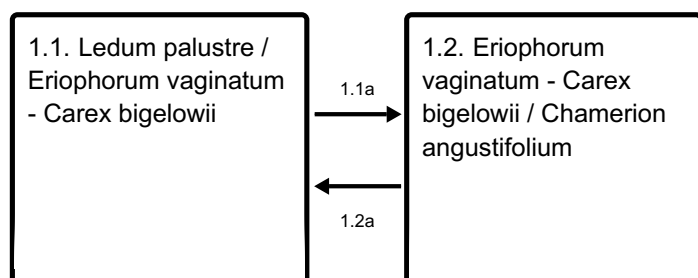 1.1. Ledum palustre /
Eriophorum vaginatum
- Carex bigelowii
1.1a
1.2a
1.2. Eriophorum
vaginatum - Carex
bigelowii / Chamerion
angustifolium